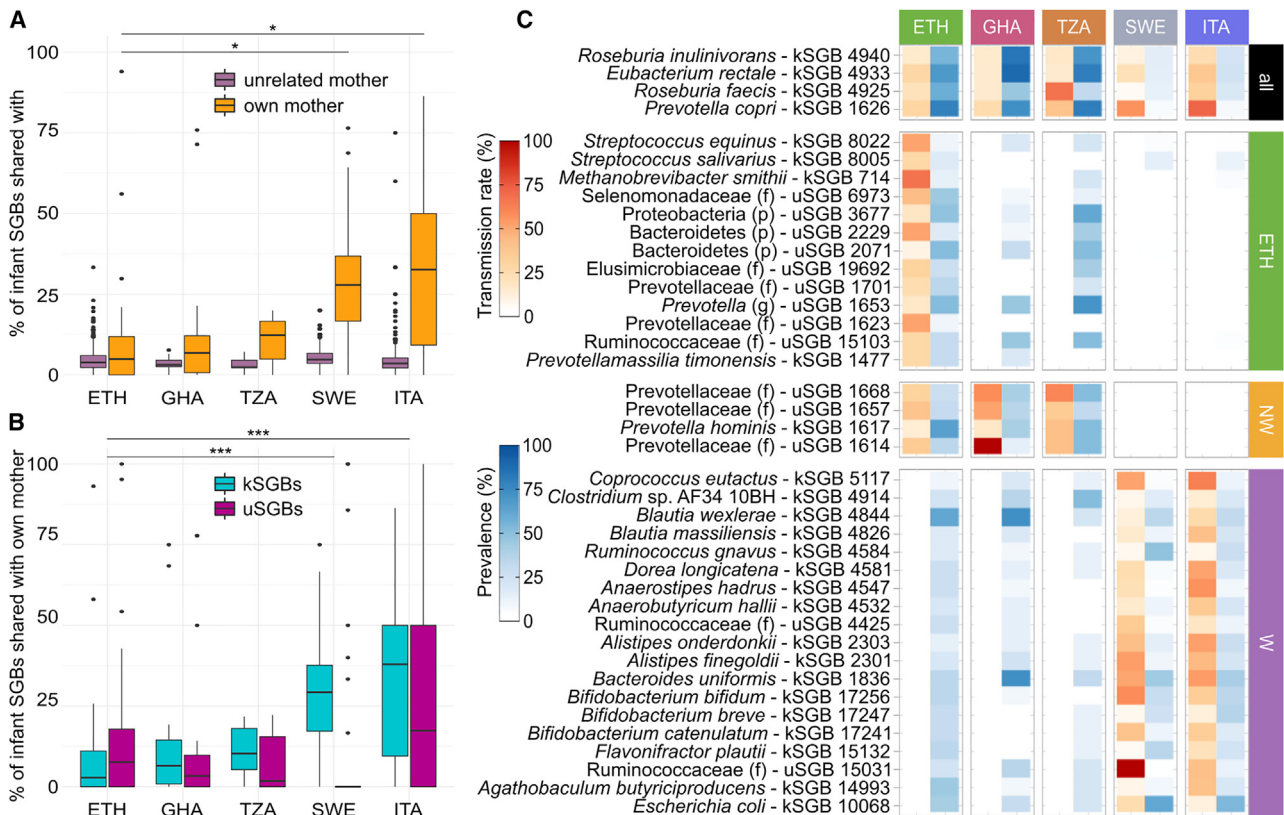 A
% of infant SGBs shared with
100
75
50
25
0
*
*
unrelated mother
own mother
ETH GHA TZA SWE ITA
B
% of infant SGBs shared with own mother
100
75
50
25
0
***
***
kSGBs
uSGBs
ETH GHA TZA SWE ITA
Transmission rate (%)
100
75
50
25
0
Prevalence (%)
100
75
50
25
0
C
ETH GHA TZA SWE ITA
Roseburia inulinivorans - kSGB 4940
Eubacterium rectale - kSGB 4933
Roseburia faecis - kSGB 4925
Prevotella copri - kSGB 1626
all
Streptococcus equinus - kSGB 8022
Streptococcus salivarius - kSGB 8005
Methanobrevibacter smithii - kSGB 714
Selenomonadaceae (f) - uSGB 6973
Proteobacteria (p) - uSGB 3677
Bacteroidetes (p) - uSGB 2229
Bacteroidetes (p) - uSGB 2071
Elusimicrobiaceae (f) - uSGB 19692
Prevotellaceae (f) - uSGB 1701
Prevotella (g) - uSGB 1653
Prevotellaceae (f) - uSGB 1623
Ruminococcaceae (f) - uSGB 15103
Prevotellamassilia timonensis - kSGB 1477
ETH
Prevotellaceae (f) - uSGB 1668
Prevotellaceae (f) - uSGB 1657
Prevotella hominis - kSGB 1617
Prevotellaceae (f) - uSGB 1614
NW
Coprococcus eutactus - kSGB 5117
Clostridium sp. AF34 10BH - kSGB 4914
Blautia wexlerae - kSGB 4844
Blautia massiliensis - kSGB 4826
Ruminococcus gnavus - kSGB 4584
Dorea longicatena - kSGB 4581
Anaerostipes hadrus - kSGB 4547
Anaerobutyricum hallii - kSGB 4532
Ruminococcaceae (f) - uSGB 4425
Alistipes onderdonkii - kSGB 2303
Alistipes finegoldii - kSGB 2301
Bacteroides uniformis - kSGB 1836
Bifidobacterium bifidum - kSGB 17256
Bifidobacterium breve - kSGB 17247
Bifidobacterium catenulatum - kSGB 17241
Flavonifractor plautii - kSGB 15132
Ruminococcaceae (f) - uSGB 15031
Agathobaculum butyriciproducens - kSGB 14993
Escherichia coli - kSGB 10068
W